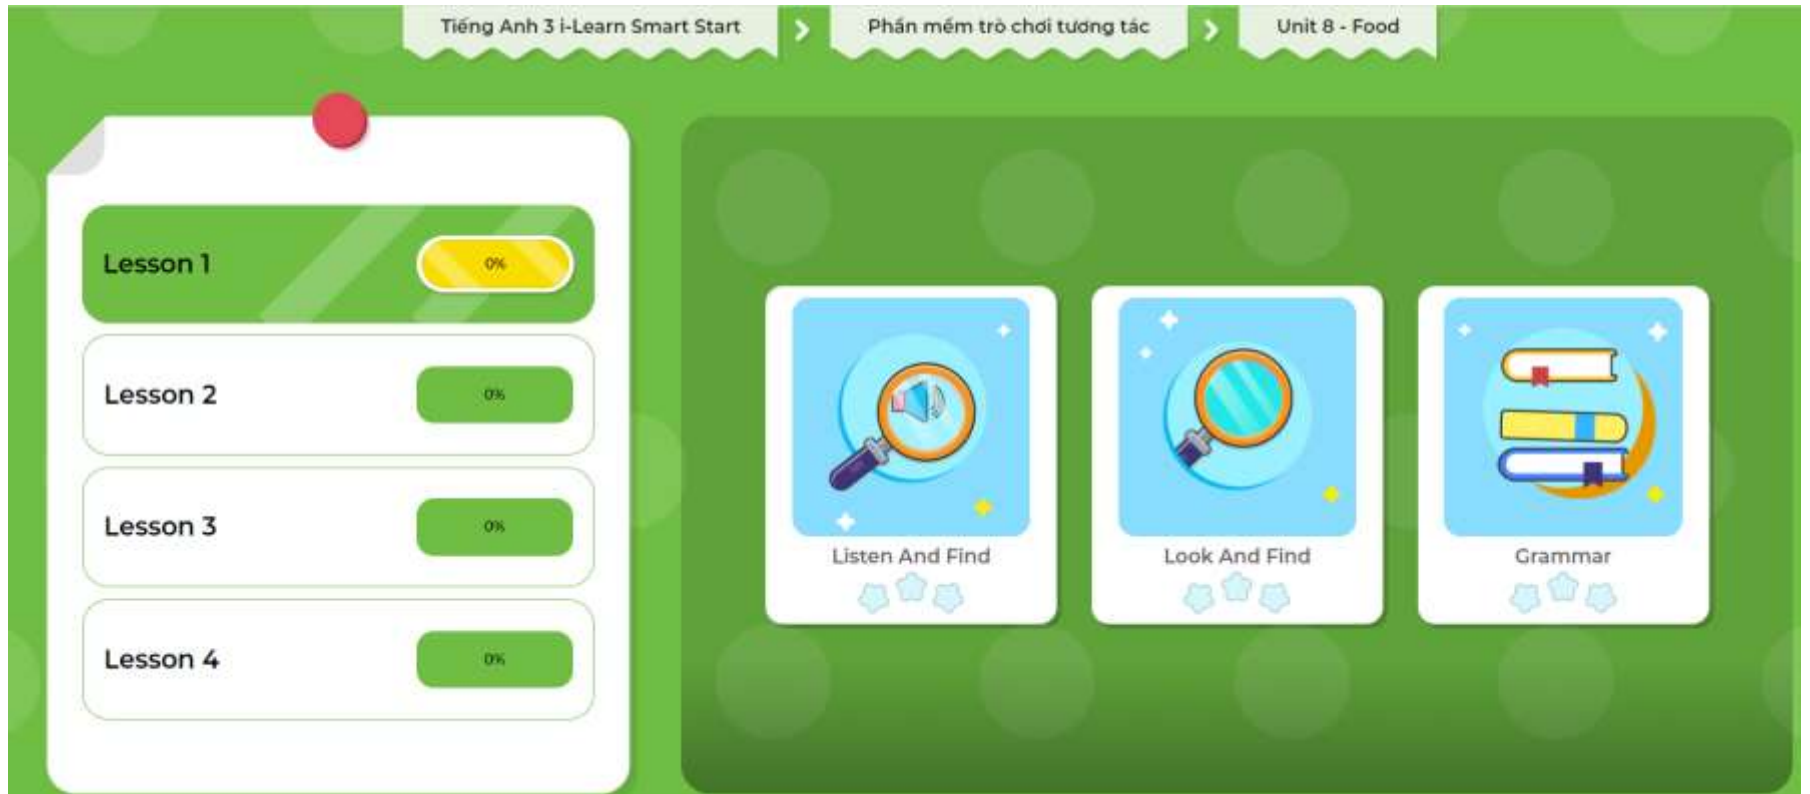 Tiếng Anh 3 i-Learn Smart Start
Phần mềm trò chơi tương tác
Unit 8 - Food
Lesson 1
0%
Lesson 2
0%
Lesson 3
0%
Lesson 4
0%
Listen And Find
Look And Find
Grammar